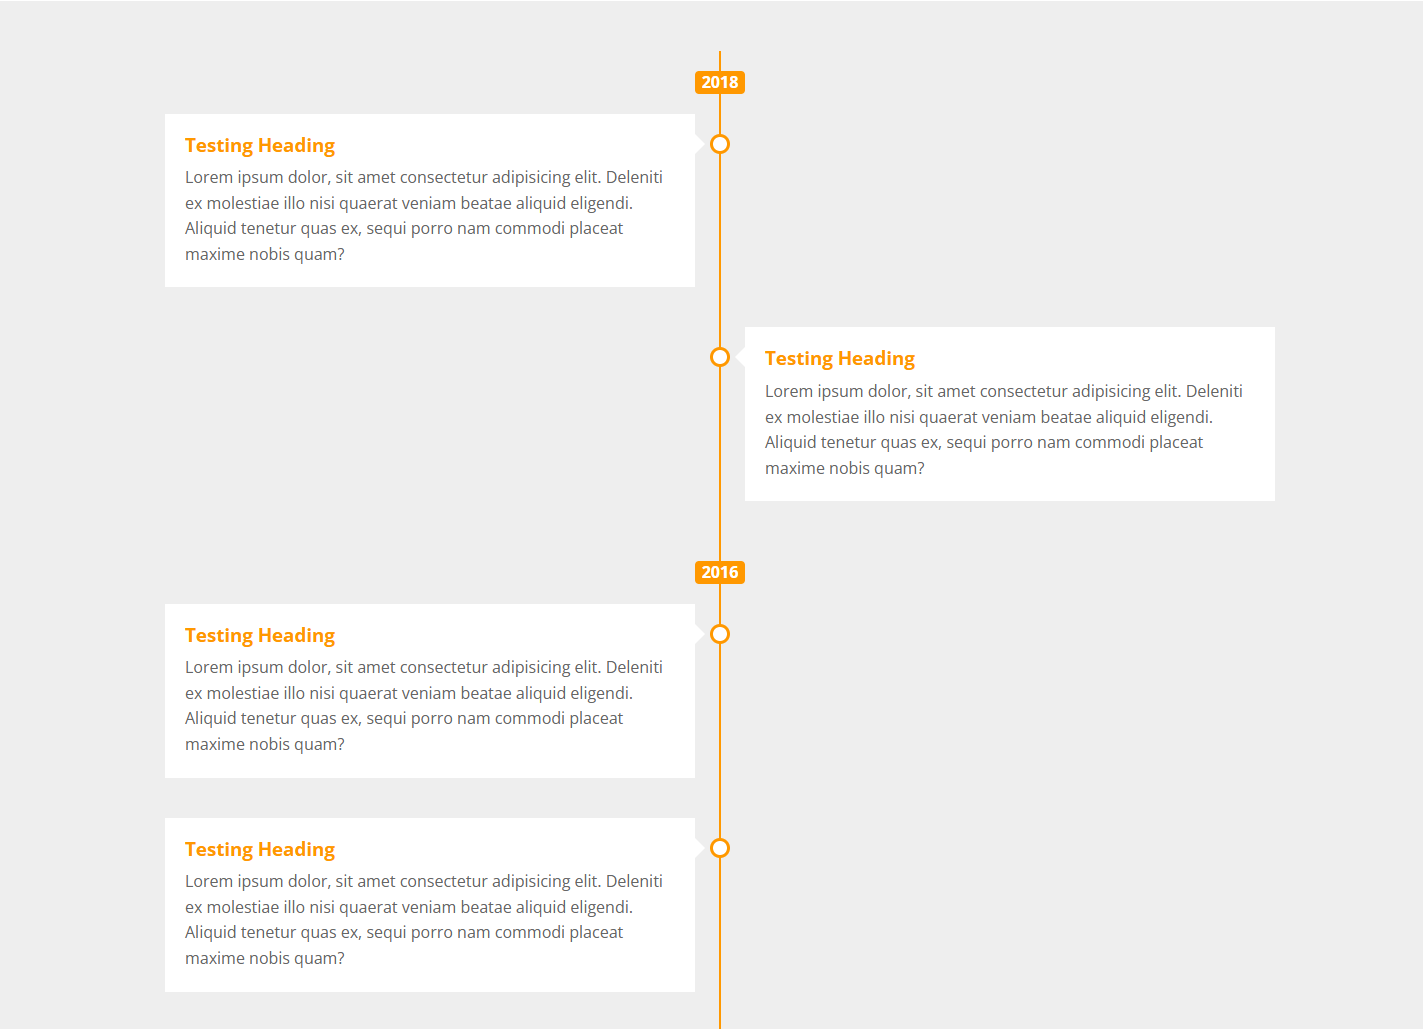 2018
Testing Heading
Lorem ipsum dolor, sit amet consectetur adipisicing elit. Deleniti
ex molestiae illo nisi quaerat veniam beatae aliquid eligendi.
Aliquid tenetur quas ex, sequi porro nam commodi placeat
maxime nobis quam?
Testing Heading
Lorem ipsum dolor, sit amet consectetur adipisicing elit. Deleniti
ex molestiae illo nisi quaerat veniam beatae aliquid eligendi.
Aliquid tenetur quas ex, sequi porro nam commodi placeat
maxime nobis quam?
2016
Testing Heading
Lorem ipsum dolor, sit amet consectetur adipisicing elit. Deleniti
ex molestiae illo nisi quaerat veniam beatae aliquid eligendi.
Aliquid tenetur quas ex, sequi porro nam commodi placeat
maxime nobis quam?
Testing Heading
Lorem ipsum dolor, sit amet consectetur adipisicing elit. Deleniti
ex molestiae illo nisi quaerat veniam beatae aliquid eligendi.
Aliquid tenetur quas ex, sequi porro nam commodi placeat
maxime nobis quam?